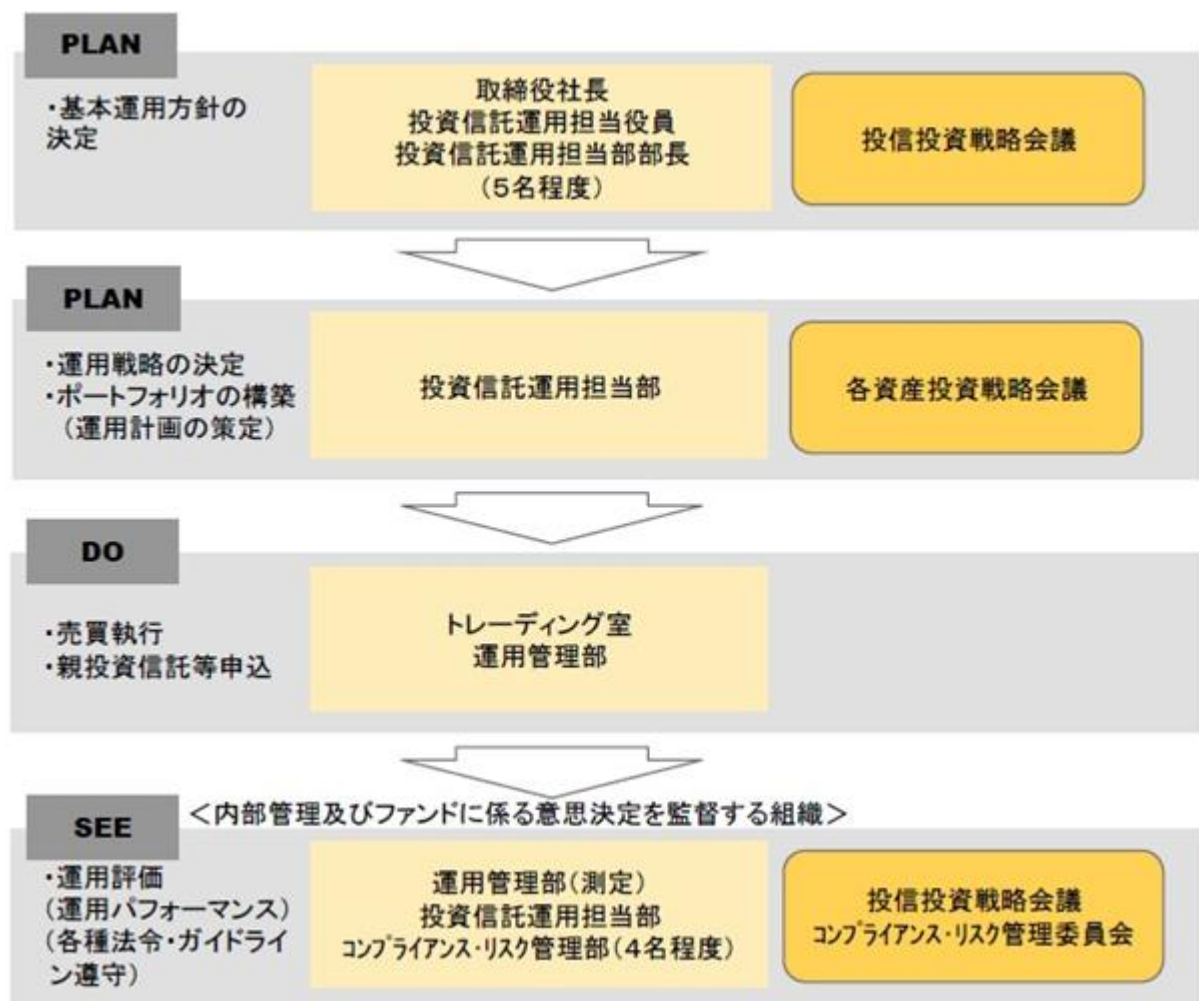 PLAN
・基本運用方針の
決定
取締役社長
投資信託運用担当役員
投資信託運用担当部部長
(5名程度)
投信投資戦略会議
PLAN
・運用戦略の決定
・ポートフォリオの構築
(運用計画の策定)
投資信託運用担当部
各資産投資戦略会議
DO
・売買執行
・親投資信託等申込
トレーディング室
運用管理部
SEE
＜内部管理及びファンドに係る意思決定を監督する組織＞
・運用評価
(運用パフォーマンス)
(各種法令・ガイドライ
ン遵守)
運用管理部(測定)
投資信託運用担当部
ｺﾝﾌﾟﾗｲｱﾝｽ・ﾘｽｸ管理部(4名程度)
投信投資戦略会議
ｺﾝﾌﾟﾗｲｱﾝｽ・ﾘｽｸ管理委員会